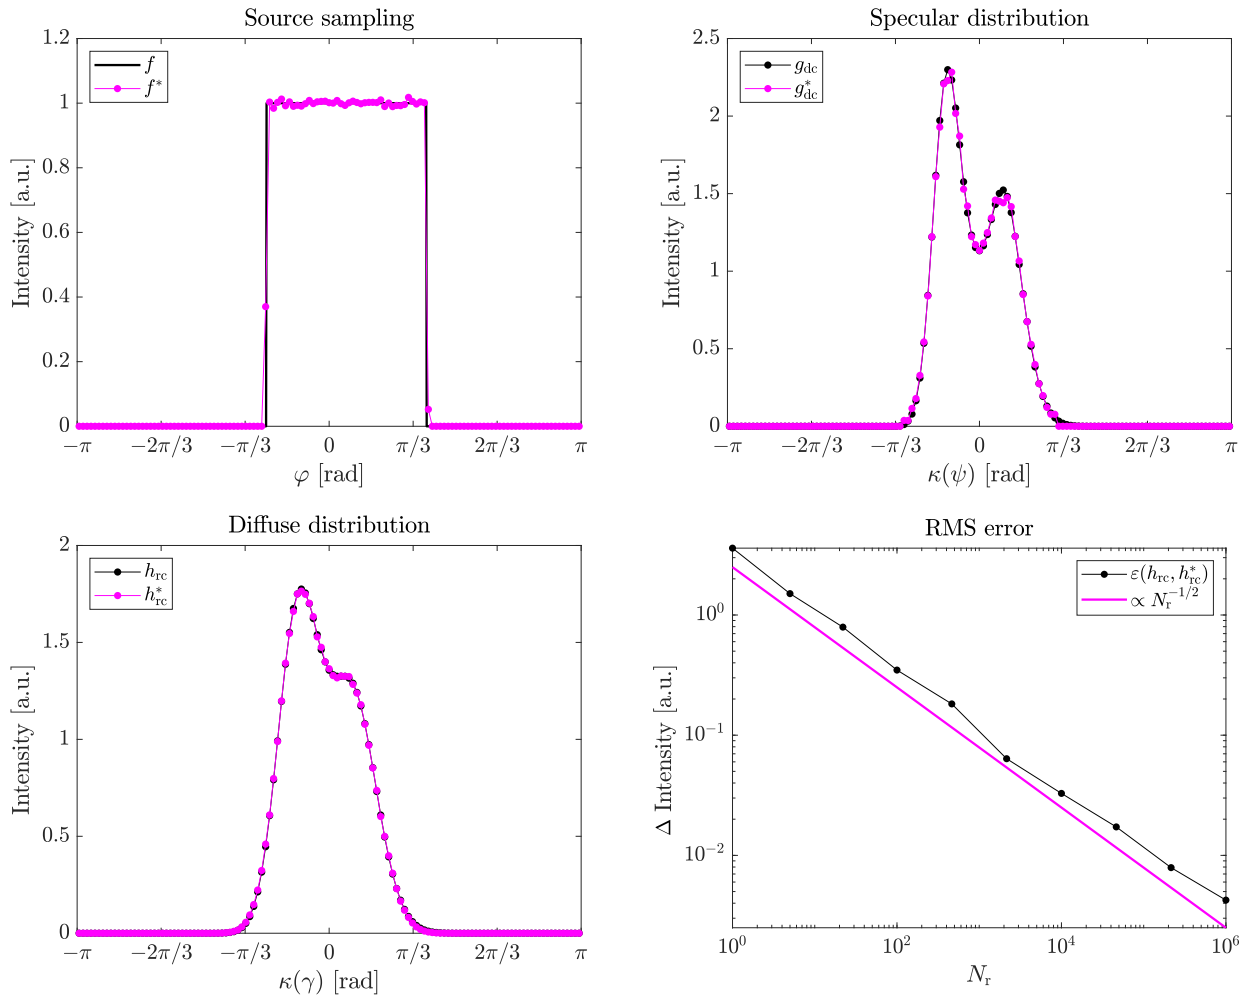 Source sampling
1.2
1
0.8
0.6
0.4
0.2
0
Intensity [a.u.]
f
f*
−π −2π/3 −π/3 0 π/3 2π/3 π
φ [rad]
Specular distribution
2.5
2
1.5
1
0.5
0
Intensity [a.u.]
g_dc
g*_dc
−π −2π/3 −π/3 0 π/3 2π/3 π
κ(ψ) [rad]
Diffuse distribution
2
1.5
1
0.5
0
Intensity [a.u.]
h_rc
h*_rc
−π −2π/3 −π/3 0 π/3 2π/3 π
κ(γ) [rad]
RMS error
10^0
10^−1
10^−2
Δ Intensity [a.u.]
ε(h_rc, h*_rc)
∝ N_r^−1/2
10^0 10^2 10^4 10^6
N_r